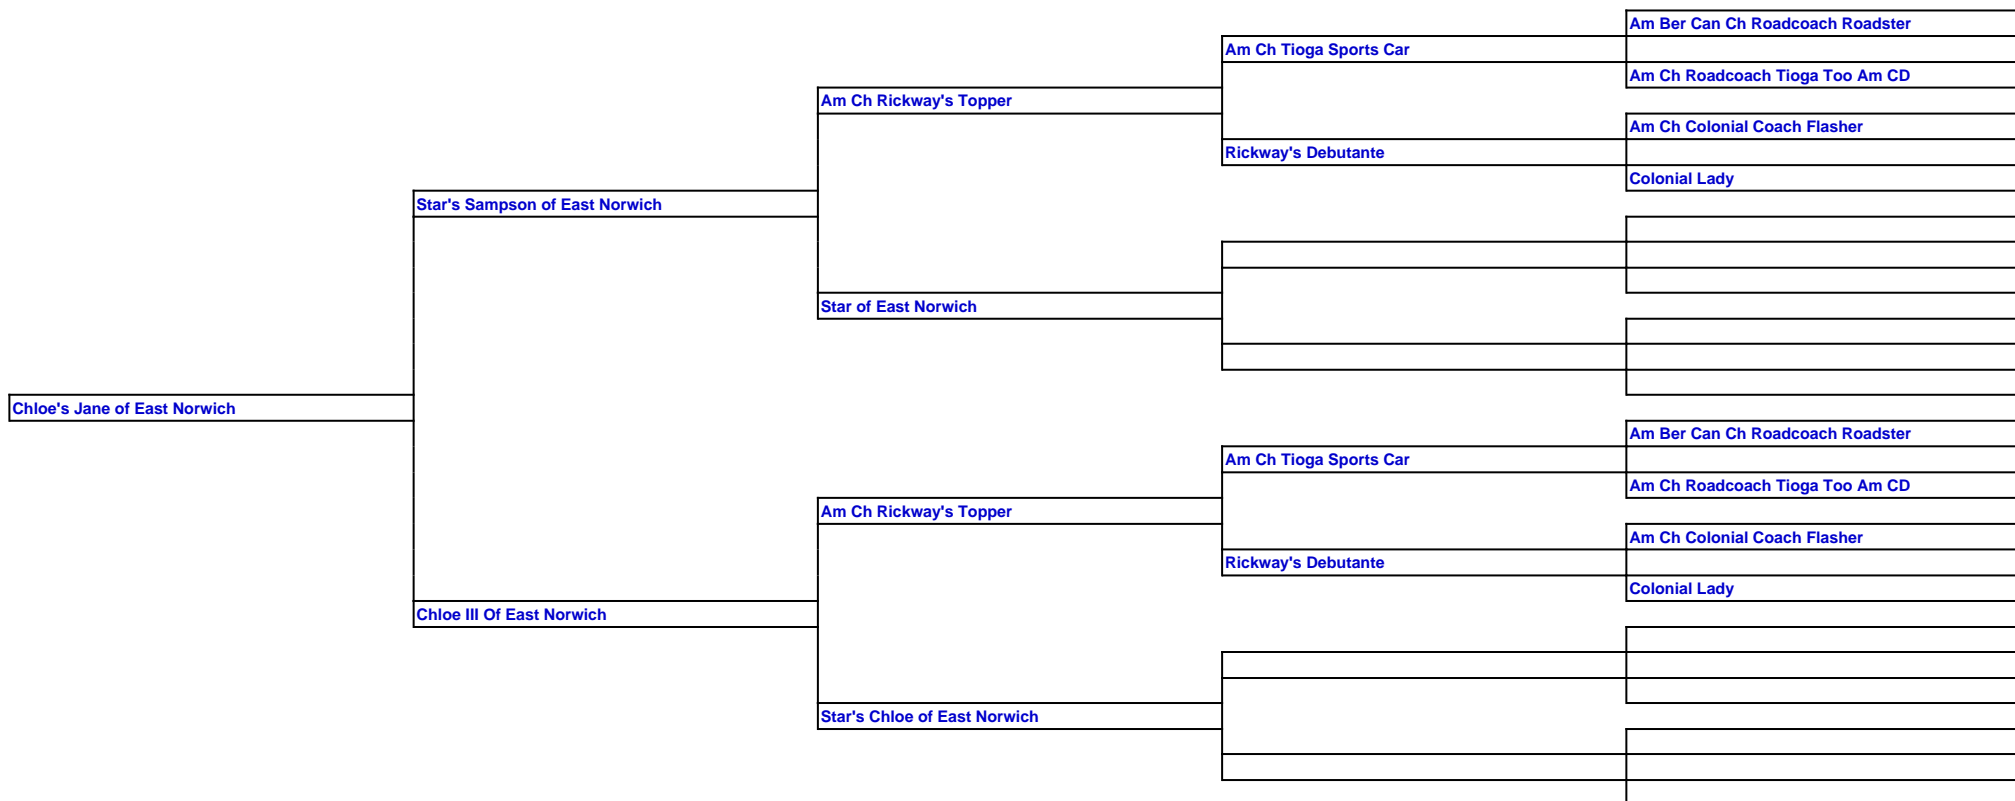 Am Ber Can Ch Roadcoach Roadster
Am Ch Tioga Sports Car
Am Ch Roadcoach Tioga Too Am CD
Am Ch Rickway's Topper
Am Ch Colonial Coach Flasher
Rickway's Debutante
Colonial Lady
Star's Sampson of East Norwich
Star of East Norwich
Chloe's Jane of East Norwich
Am Ber Can Ch Roadcoach Roadster
Am Ch Tioga Sports Car
Am Ch Roadcoach Tioga Too Am CD
Am Ch Rickway's Topper
Am Ch Colonial Coach Flasher
Rickway's Debutante
Colonial Lady
Chloe III Of East Norwich
Star's Chloe of East Norwich